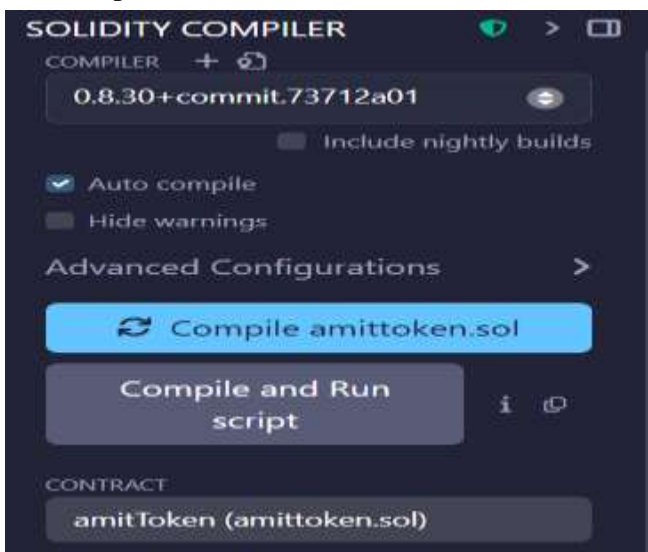 SOLIDITY COMPILER
COMPILER
0.8.30+commit.73712a01
Include nightly builds
Auto compile
Hide warnings
Advanced Configurations
Compile amittoken.sol
Compile and Run
script
CONTRACT
amitToken (amittoken.sol)